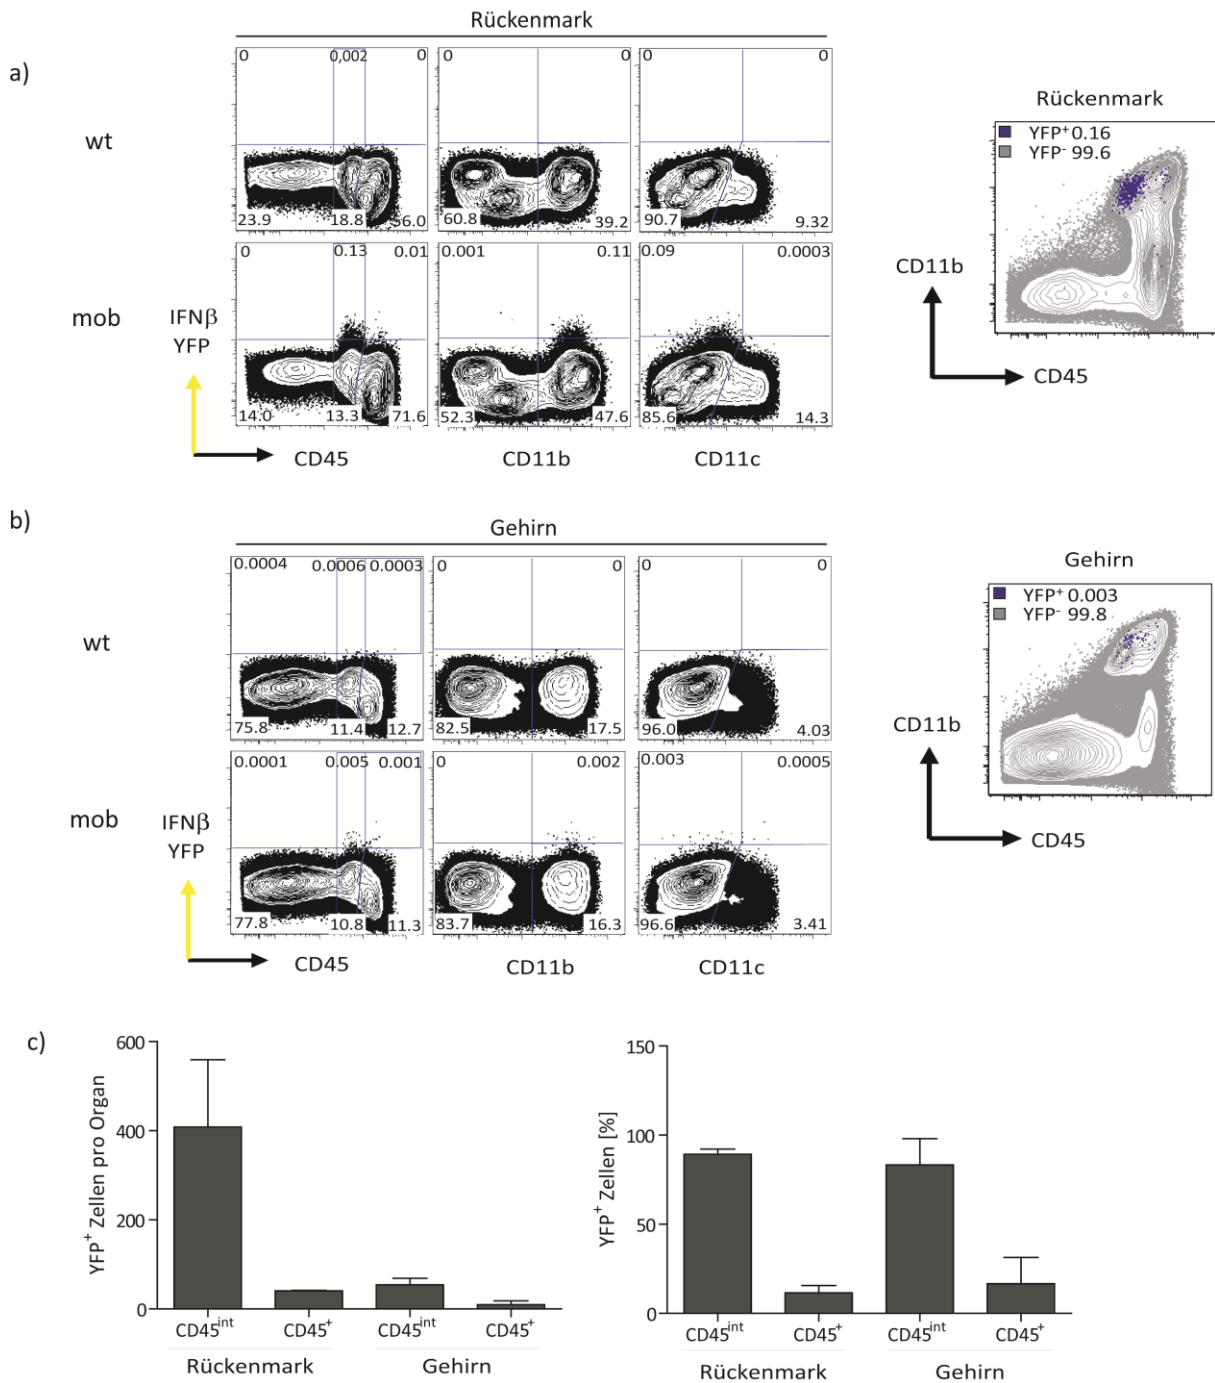 a)
Rückenmark
wt
0 0,002 0
23.9 18.8 56.0
0 0
60.8 39.2
0 0
90.7 9.32
mob
IFNβ
YFP
0 0.13 0.01
14.0 13.3 71.6
0.001 0.11
52.3 47.6
0.09 0.0003
85.6 14.3
CD45
CD11b
CD11c
Rückenmark
YFP⁺ 0.16
YFP⁻ 99.6
CD11b
CD45
b)
Gehirn
wt
0.0004 0.0006 0.0003
75.8 11.4 12.7
0 0
82.5 17.5
0 0
96.0 4.03
mob
IFNβ
YFP
0.0001 0.005 0.001
77.8 10.8 11.3
0 0.002
83.7 16.3
0.003 0.0005
96.6 3.41
CD45
CD11b
CD11c
Gehirn
YFP⁺ 0.003
YFP⁻ 99.8
CD11b
CD45
c)
YFP⁺ Zellen pro Organ
600
400
200
0
CD45ⁱⁿᵗ CD45⁺ CD45ⁱⁿᵗ CD45⁺
Rückenmark Gehirn
YFP⁺ Zellen [%]
150
100
50
0
CD45ⁱⁿᵗ CD45⁺ CD45ⁱⁿᵗ CD45⁺
Rückenmark Gehirn